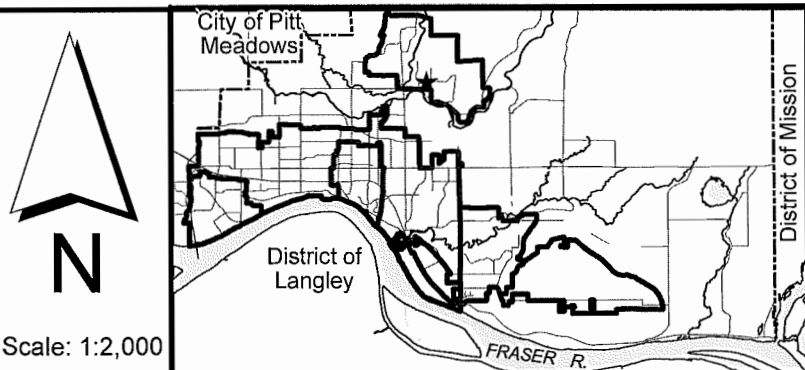 City of Pitt
Meadows
District of Mission
District of
Langley
N
Scale: 1:2,000
FRASER R.